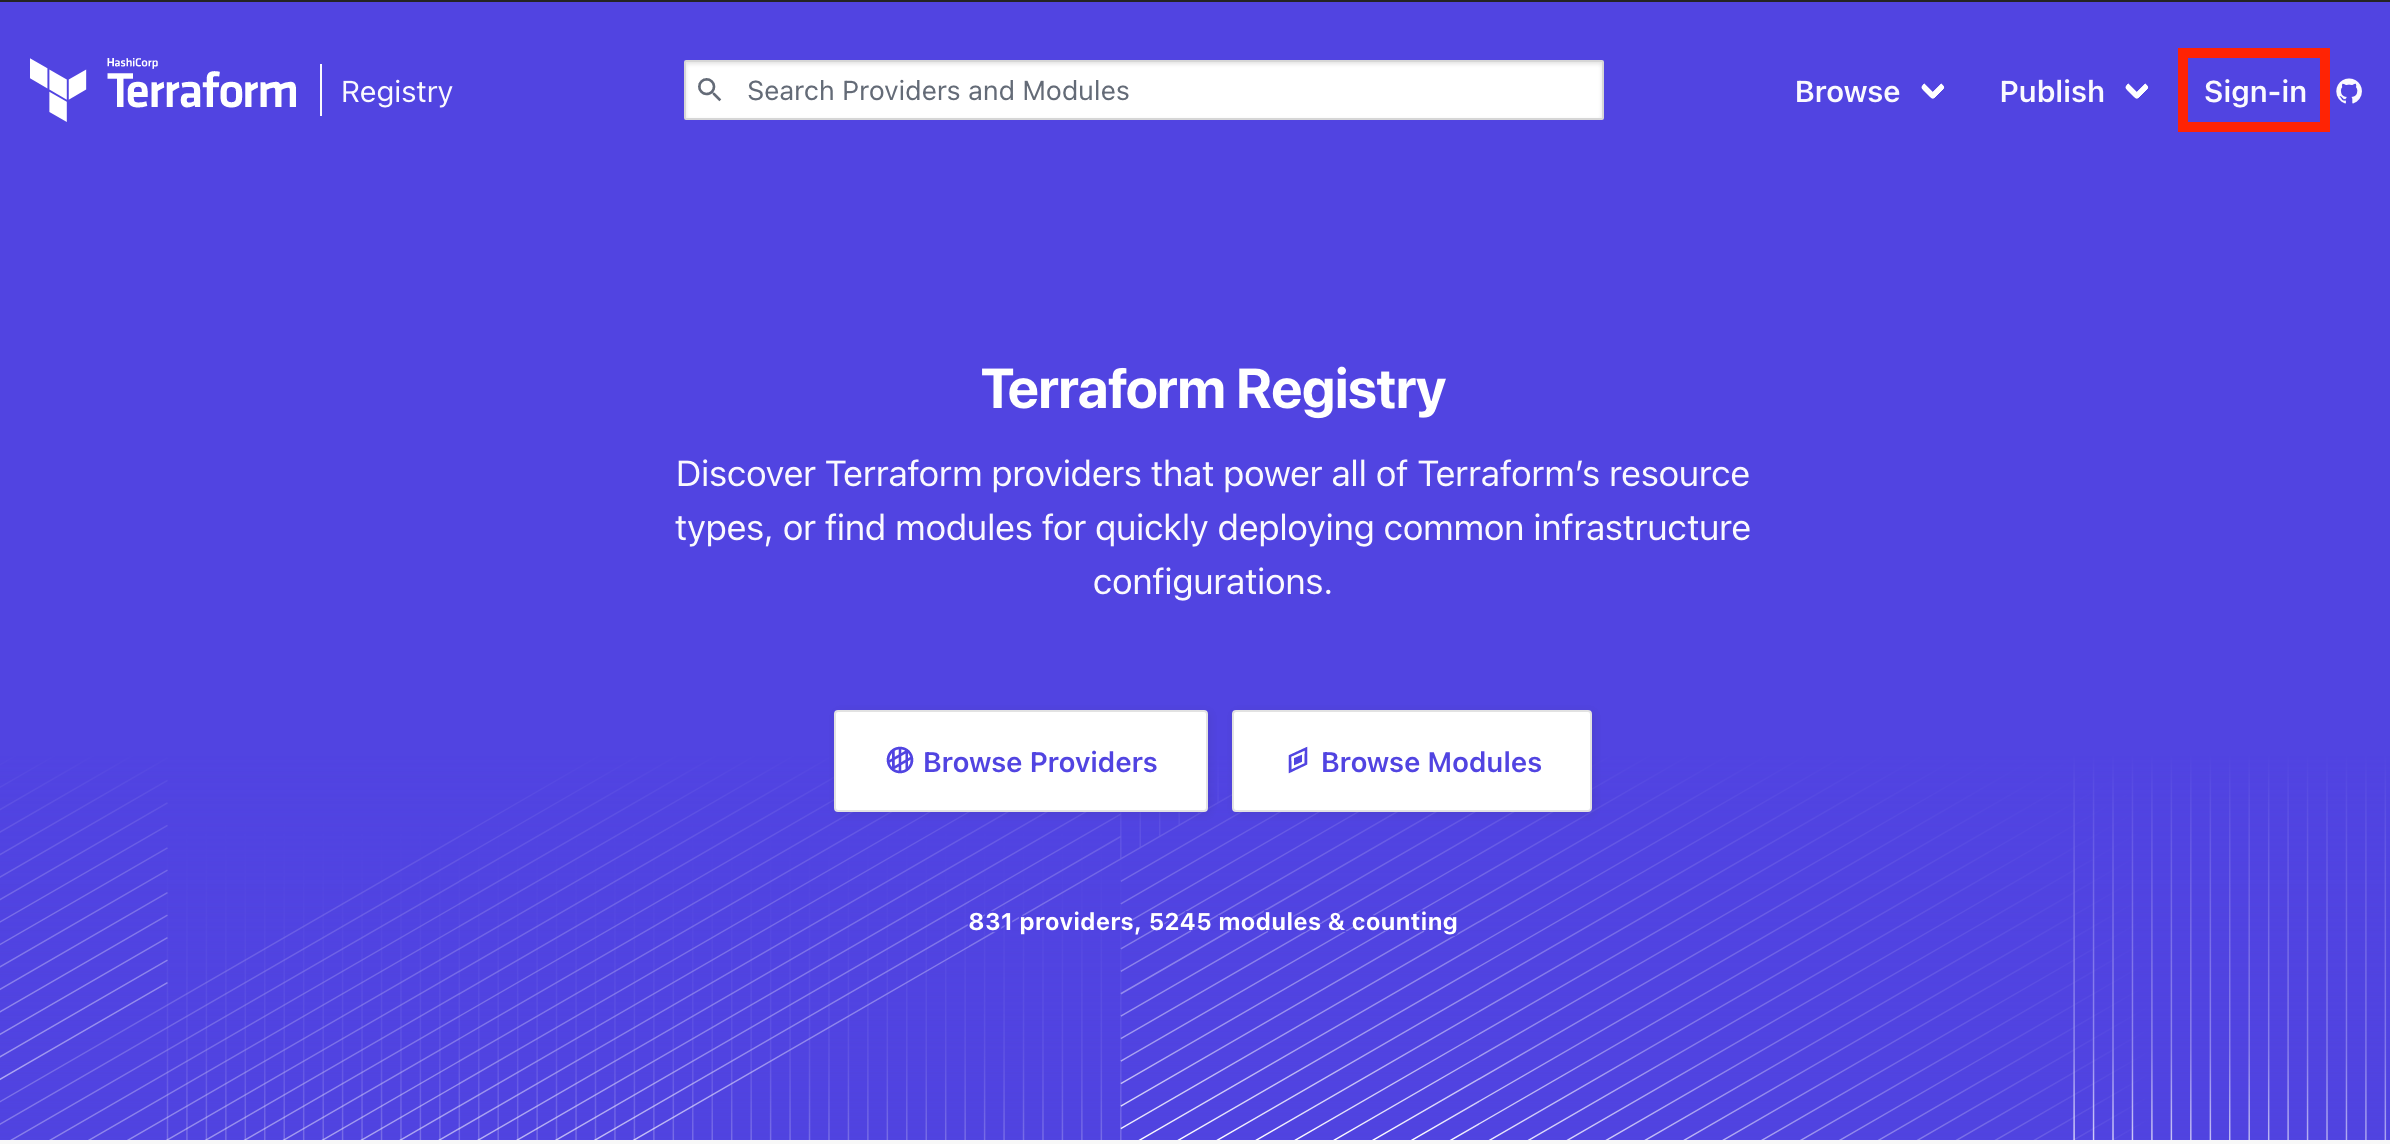 HashiCorp
Terraform
Registry
Search Providers and Modules
Browse
Publish
Sign-in
Terraform Registry
Discover Terraform providers that power all of Terraform’s resource
types, or find modules for quickly deploying common infrastructure
configurations.
Browse Providers
Browse Modules
831 providers, 5245 modules & counting